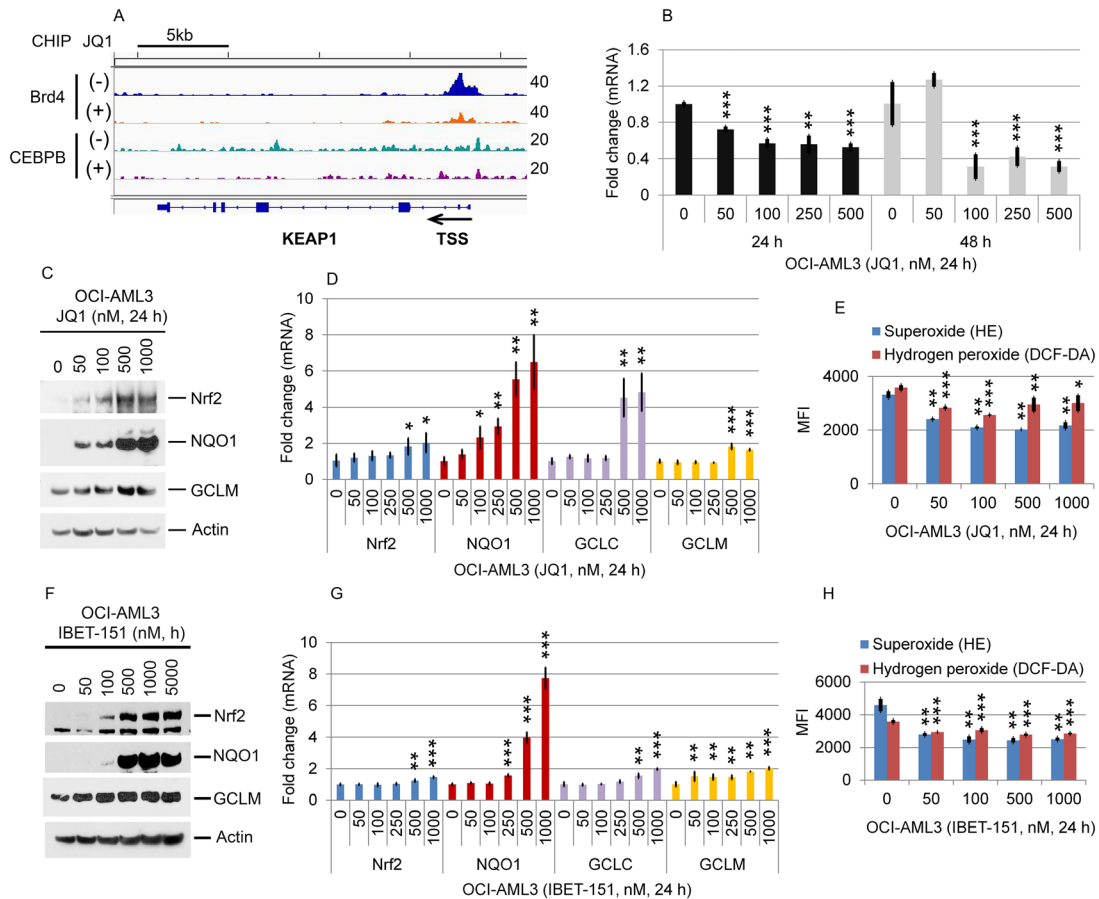 A
CHIP JQ1 5kb
Brd4 (-) 40
(+) 40
CEBPB (-) 20
(+) 20
KEAP1 TSS
B
Fold change (mRNA)
1.6
1.2
0.8
0.4
0
*** *** ** *** *** *** ***
0 50 100 250 500 0 50 100 250 500
24 h 48 h
OCI-AML3 (JQ1, nM, 24 h)
C
OCI-AML3
JQ1 (nM, 24 h)
0 50 100 500 1000
Nrf2
NQO1
GCLM
Actin
D
Fold change (mRNA)
10
8
6
4
2
0
* * * ** ** ** ** ** *** ***
0 50 100 250 500 1000 0 50 100 250 500 1000 0 50 100 250 500 1000 0 50 100 250 500 1000
Nrf2 NQO1 GCLC GCLM
OCI-AML3 (JQ1, nM, 24 h)
E
Superoxide (HE)
Hydrogen peroxide (DCF-DA)
MFI
4000
2000
0
** *** ** *** ** ** ** *
0 50 100 500 1000
OCI-AML3 (JQ1, nM, 24 h)
F
OCI-AML3
IBET-151 (nM, h)
0 50 100 500 1000 5000
Nrf2
NQO1
GCLM
Actin
G
Fold change (mRNA)
10
8
6
4
2
0
** *** *** *** *** ** *** ** ** ** ** ***
0 50 100 250 500 1000 0 50 100 250 500 1000 0 50 100 250 500 1000 0 50 100 250 500 1000
Nrf2 NQO1 GCLC GCLM
OCI-AML3 (IBET-151, nM, 24 h)
H
Superoxide (HE)
Hydrogen peroxide (DCF-DA)
MFI
6000
4000
2000
0
** *** ** *** ** *** ** ***
0 50 100 500 1000
OCI-AML3 (IBET-151, nM, 24 h)